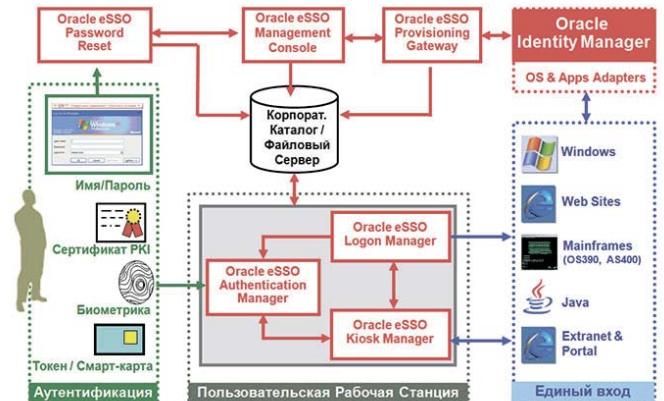 Oracle eSSO
Password
Reset
Oracle eSSO
Management
Console
Oracle eSSO
Provisioning
Gateway
Oracle
Identity Manager
OS & Apps Adapters
Windows
Имя/Пароль
Сертификат PKI
Биометрика
Токен / Смарт-карта
Аутентификация
Корпорат.
Каталог /
Файловый
Сервер
Oracle eSSO
Logon Manager
Oracle eSSO
Authentication
Manager
Oracle eSSO
Kiosk Manager
Пользовательская Рабочая Станция
Windows
Web Sites
Mainframes
(OS390, AS400)
Java
Extranet &
Portal
Единый вход